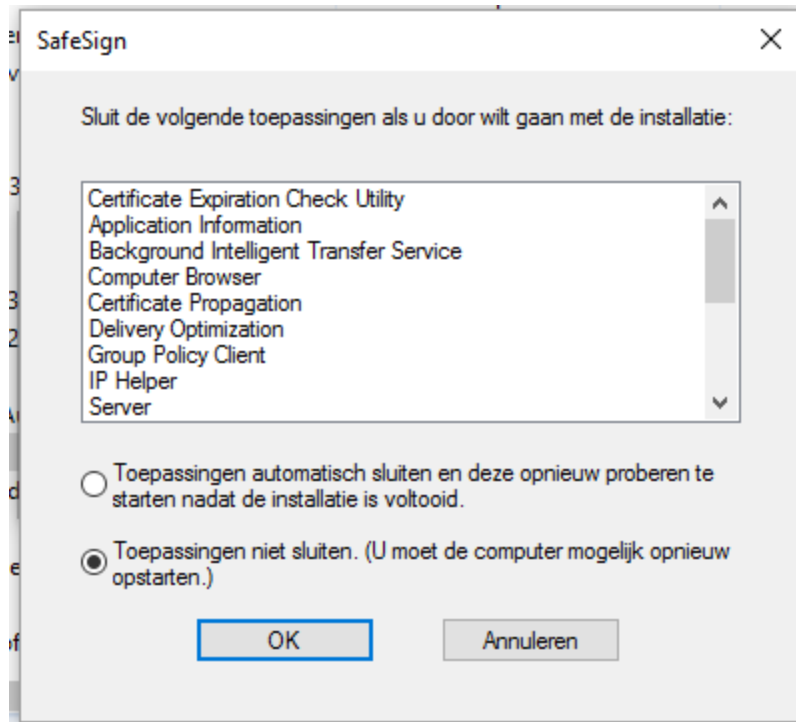 SafeSign
Sluit de volgende toepassingen als u door wilt gaan met de installatie:
Certificate Expiration Check Utility
Application Information
Background Intelligent Transfer Service
Computer Browser
Certificate Propagation
Delivery Optimization
Group Policy Client
IP Helper
Server
Toepassingen automatisch sluiten en deze opnieuw proberen te
starten nadat de installatie is voltooid.
Toepassingen niet sluiten. (U moet de computer mogelijk opnieuw
opstarten.)
OK
Annuleren